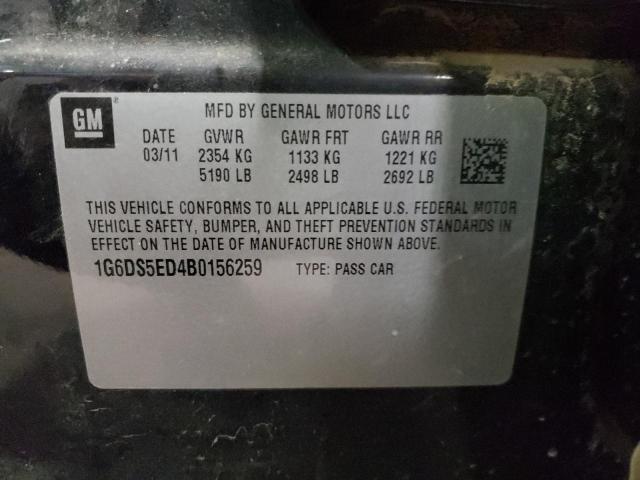 GM
®
MFD BY GENERAL MOTORS LLC
DATE GVWR GAWR FRT GAWR RR
03/11 2354 KG 1133 KG 1221 KG
5190 LB 2498 LB 2692 LB
THIS VEHICLE CONFORMS TO ALL APPLICABLE U.S. FEDERAL MOTOR
VEHICLE SAFETY, BUMPER, AND THEFT PREVENTION STANDARDS IN
EFFECT ON THE DATE OF MANUFACTURE SHOWN ABOVE.
1G6DS5ED4B0156259 TYPE: PASS CAR